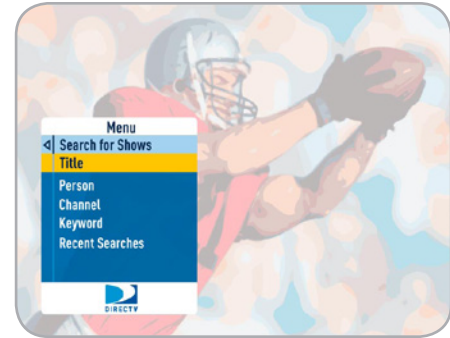 Menu
Search for Shows
Title
Person
Channel
Keyword
Recent Searches
DIRECTV